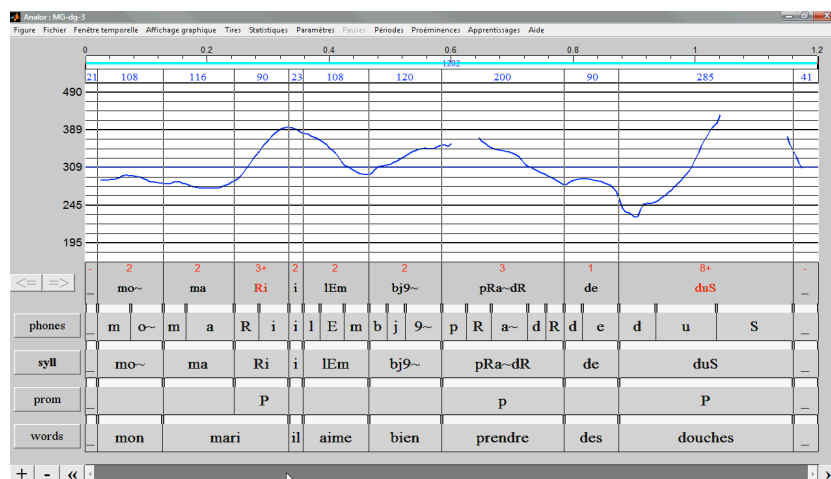 Analor : MG-dg-3
Figure Fichier Fenêtre temporelle Affichage graphique Tires Statistiques Paramètres Pauses Périodes Proéminences Apprentissages Aide
0 0.2 0.4 0.6 0.8 1 1.2
1202
21 108 116 90 23 108 120 200 90 285 41
490
389
309
245
195
- 2 2 3+ 2 2 2 3 1 8+ -
<= => _ mo~ ma Ri i lEm bj9~ pRa~dR de duS _
phones _ m o~ m a R i i l E m b j 9~ p R a~ d R d e d u S _
syll _ mo~ ma Ri i lEm bj9~ pRa~dR de duS _
prom _ P p P _
words _ mon mari il aime bien prendre des douches _
+ - « »